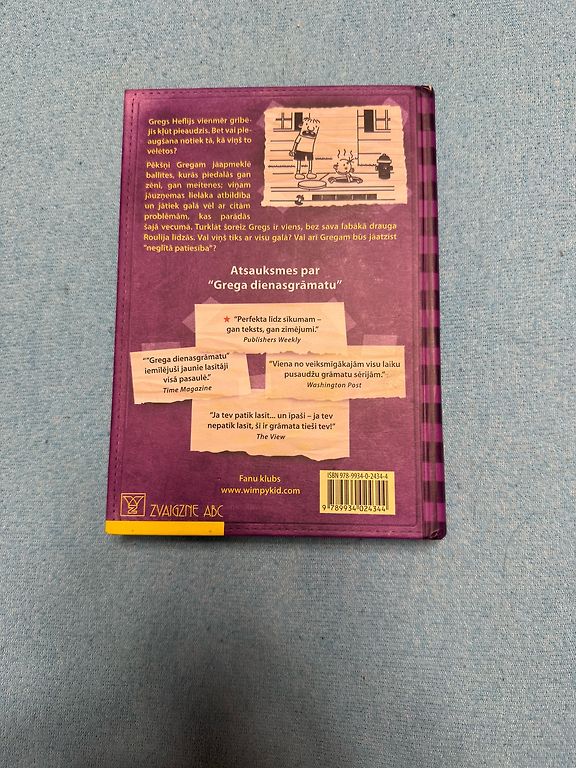 Gregs Heflijs vienmēr gribē-
jis kļūt pieaudzis. Bet vai pie-
augšana notiek tā, kā viņš to
vēlētos?
Pēkšņi Gregam jāapmeklē
ballītes, kurās piedalās gan
zēni, gan meitenes; viņam
jāuzņemas lielāka atbildība
un jātiek galā vēl ar citām
problēmām, kas parādās
šajā vecumā. Turklāt šoreiz Gregs ir viens, bez sava labākā drauga
Roulija līdzās. Vai viņš tiks ar visu galā? Vai arī Gregam būs jāatzīst
"neglītā patiesība"?
Atsauksmes par
"Grega dienasgrāmatu"
"Perfekta līdz sīkumam –
gan teksts, gan zīmējumi."
Publishers Weekly
""Grega dienasgrāmatu"
iemīlējuši jaunie lasītāji
visā pasaulē."
Time Magazine
"Viena no veiksmīgākajām visu laiku
pusaudžu grāmatu sērijām."
Washington Post
"Ja tev patīk lasīt... un īpaši – ja tev
nepatīk lasīt, šī ir grāmata tieši tev!"
The View
Fanu klubs
www.wimpykid.com
ISBN 978-9934-0-2434-4
9 789934 024344
ZVAIGZNE ABC